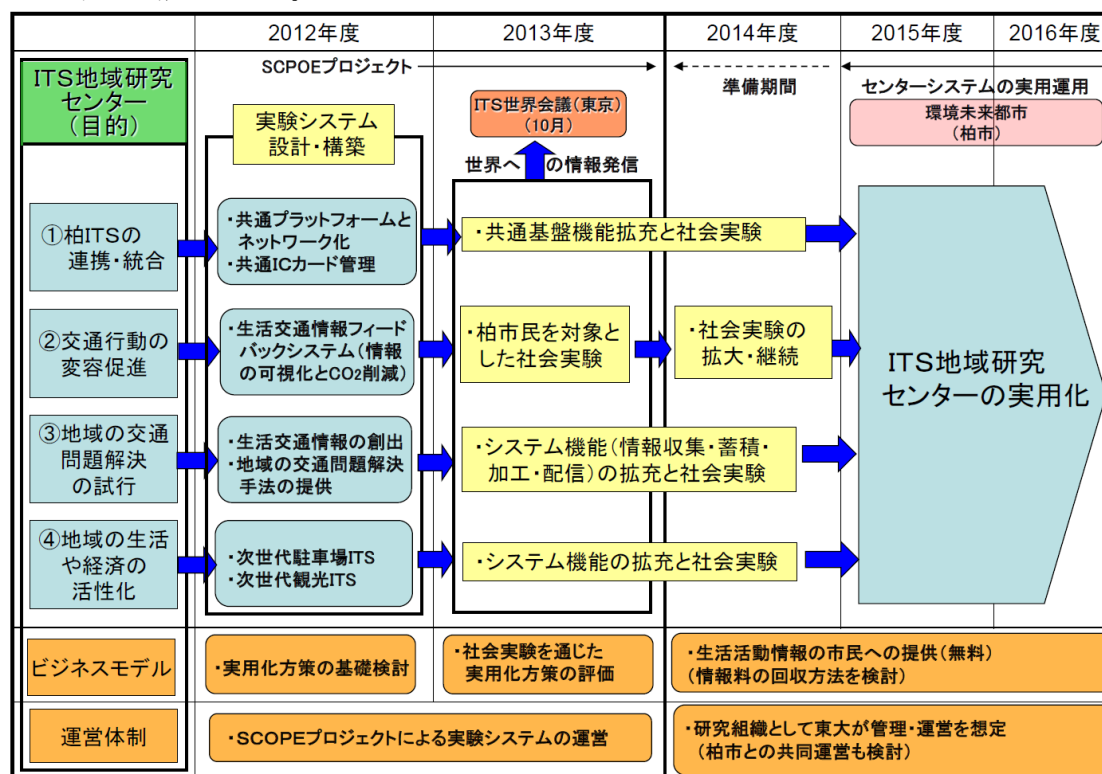 2012年度
2013年度
2014年度
2015年度
2016年度
ITS地域研究
センター
(目的)
SCPOEプロジェクト
準備期間
センターシステムの実用運用
実験システム
設計・構築
ITS世界会議(東京)
(10月)
環境未来都市
(柏市)
世界へ の情報発信
①柏ITSの
連携・統合
・共通プラットフォームと
ネットワーク化
・共通ICカード管理
・共通基盤機能拡充と社会実験
②交通行動の
変容促進
・生活交通情報フィード
バックシステム(情報
の可視化とCO2削減)
・柏市民を対象と
した社会実験
・社会実験の
拡大・継続
ITS地域研究
センターの実用化
③地域の交通
問題解決
の試行
・生活交通情報の創出
・地域の交通問題解決
手法の提供
・システム機能(情報収集・蓄積・
加工・配信)の拡充と社会実験
④地域の生活
や経済の
活性化
・次世代駐車場ITS
・次世代観光ITS
・システム機能の拡充と社会実験
ビジネスモデル
・実用化方策の基礎検討
・社会実験を通じた
実用化方策の評価
・生活活動情報の市民への提供(無料)
(情報料の回収方法を検討)
運営体制
・SCOPEプロジェクトによる実験システムの運営
・研究組織として東大が管理・運営を想定
(柏市との共同運営も検討)